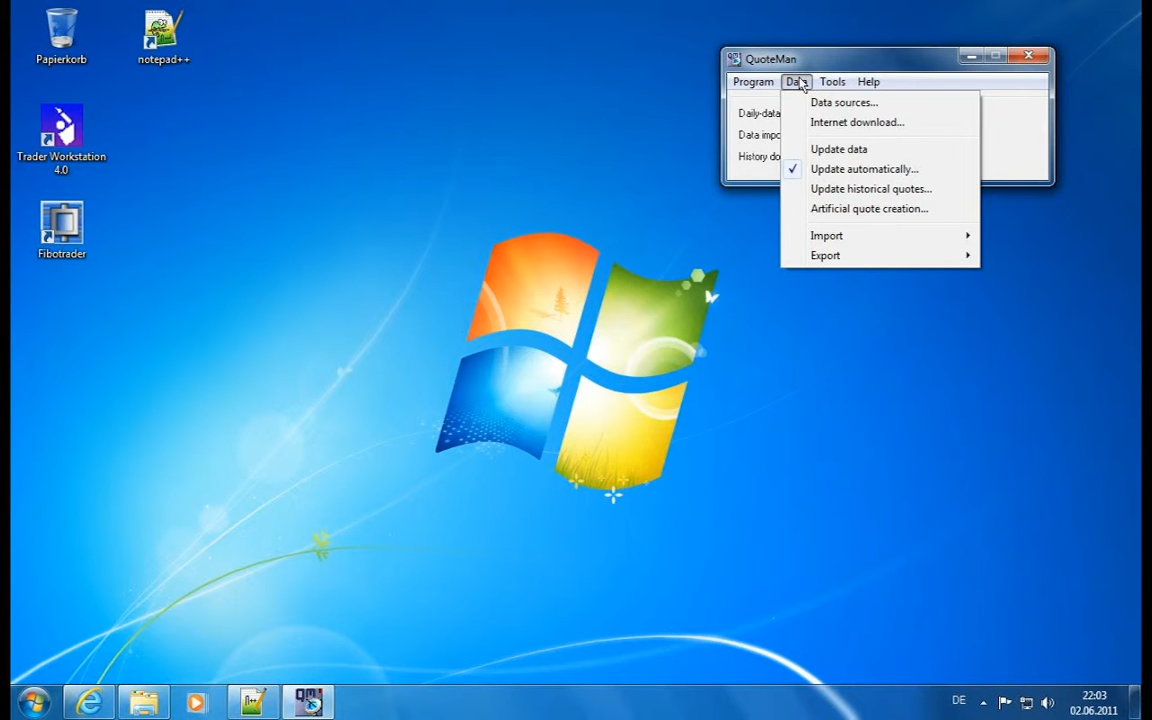 Papierkorb
notepad++
Trader Workstation
4.0
Fibotrader
QuoteMan
Program Data Tools Help
Daily-data
Data impo
History do
Data sources...
Internet download...
Update data
Update automatically...
Update historical quotes...
Artificial quote creation...
Import
Export
DE
22:03
02.06.2011